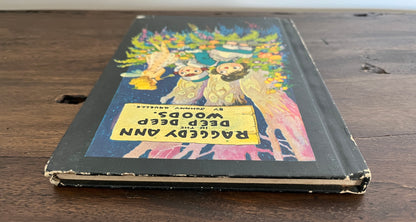 RAGGEDY ANN
IN THE
DEEP DEEP
WOODS.
BY JOHNNY GRUELLE